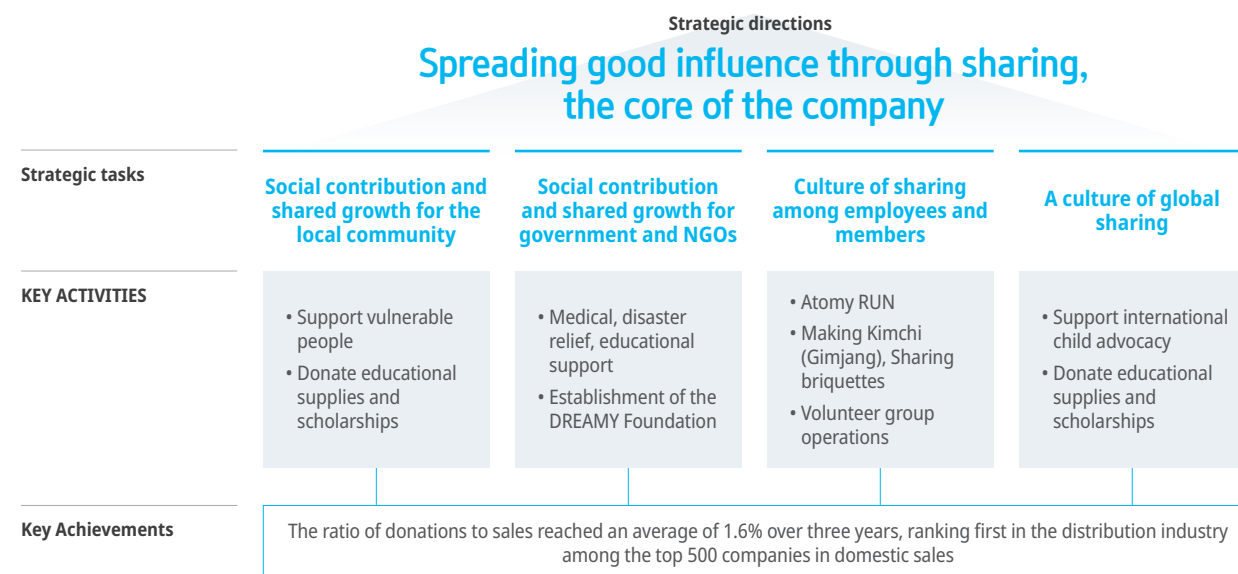 Strategic directions
Spreading good influence through sharing,
the core of the company
Strategic tasks
Social contribution and
shared growth for the
local community
Social contribution
and shared growth for
government and NGOs
Culture of sharing
among employees and
members
A culture of global
sharing
KEY ACTIVITIES
• Support vulnerable
people
• Donate educational
supplies and
scholarships
• Medical, disaster
relief, educational
support
• Establishment of the
DREAMY Foundation
• Atomy RUN
• Making Kimchi
(Gimjang), Sharing
briquettes
• Volunteer group
operations
• Support international
child advocacy
• Donate educational
supplies and
scholarships
Key Achievements
The ratio of donations to sales reached an average of 1.6% over three years, ranking first in the distribution industry
among the top 500 companies in domestic sales